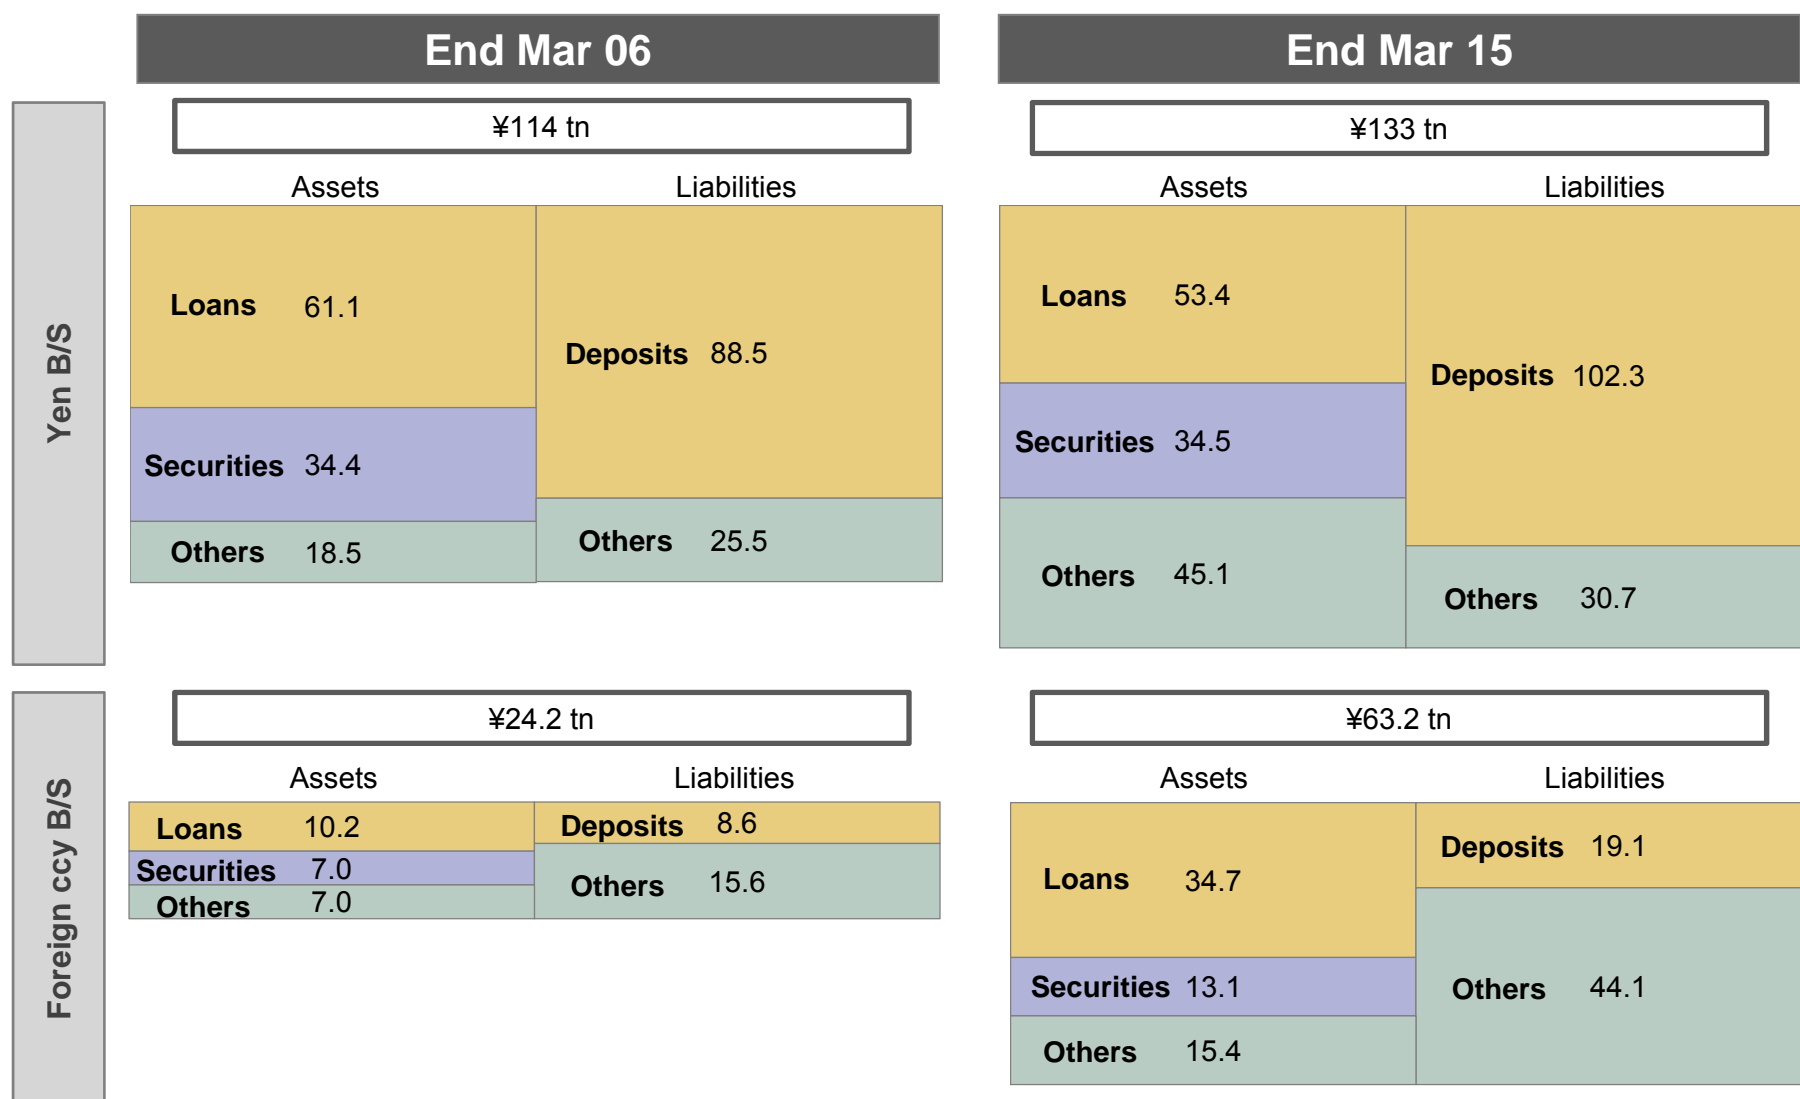 End Mar 06
End Mar 15
Yen B/S
¥114 tn
Assets Liabilities
Loans 61.1
Securities 34.4
Others 18.5
Deposits 88.5
Others 25.5
¥133 tn
Assets Liabilities
Loans 53.4
Securities 34.5
Others 45.1
Deposits 102.3
Others 30.7
Foreign ccy B/S
¥24.2 tn
Assets Liabilities
Loans 10.2
Securities 7.0
Others 7.0
Deposits 8.6
Others 15.6
¥63.2 tn
Assets Liabilities
Loans 34.7
Securities 13.1
Others 15.4
Deposits 19.1
Others 44.1